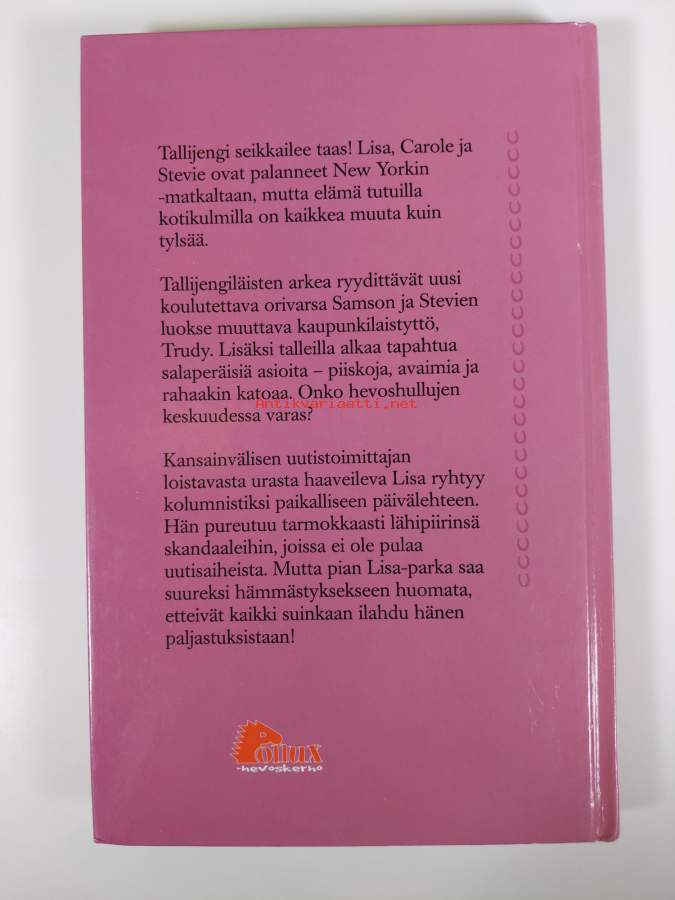 Tallijengi seikkailee taas! Lisa, Carole ja
Stevie ovat palanneet New Yorkin
-matkaltaan, mutta elämä tutuilla
kotikulmilla on kaikkea muuta kuin
tylsää.
Tallijengiläisten arkea ryydittävät uusi
koulutettava orivarsa Samson ja Stevien
luokse muuttava kaupunkilaistyttö,
Trudy. Lisäksi talleilla alkaa tapahtua
salaperäisiä asioita – piiskoja, avaimia ja
rahaakin katoaa. Onko hevoshullujen
Antikvariaatti.net
keskuudessa varas?
Kansainvälisen uutistoimittajan
loistavasta urasta haaveileva Lisa ryhtyy
kolumnistiksi paikalliseen päivälehteen.
Hän pureutuu tarmokkaasti lähipiirinsä
skandaaleihin, joissa ei ole pulaa
uutisaiheista. Mutta pian Lisa-parka saa
suureksi hämmästyksekseen huomata,
etteivät kaikki suinkaan ilahdu hänen
paljastuksistaan!
Pollux
-hevoskerho